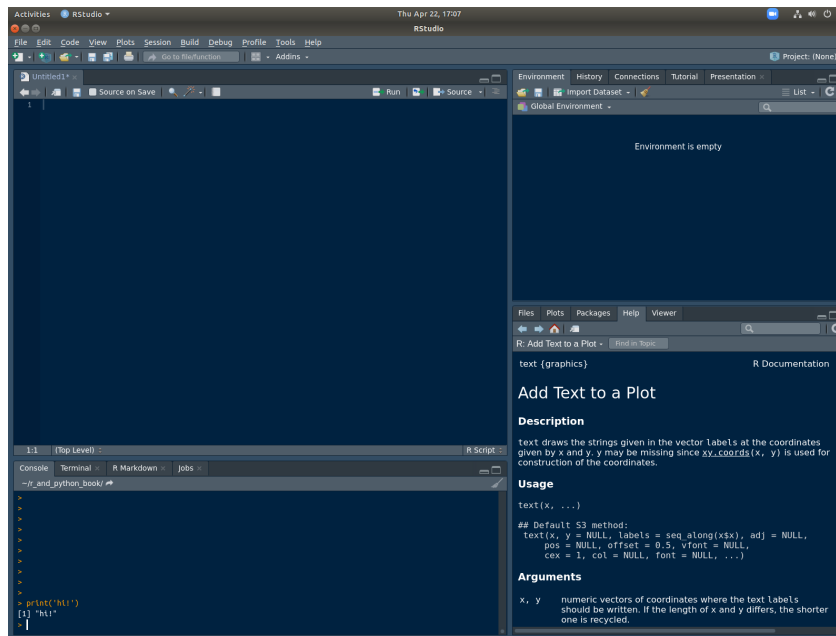 Activities RStudio Thu Apr 22, 17:07
RStudio
File Edit Code View Plots Session Build Debug Profile Tools Help
Go to file/function Addins Project: (None)
Untitled1* ×
Source on Save Run Source
1
1:1 (Top Level) R Script
Console Terminal × R Markdown × Jobs ×
~/r_and_python_book/
>
>
>
>
>
>
>
>
>
>
> print('hi!')
[1] "hi!"
>
Environment History Connections Tutorial Presentation ×
Import Dataset List
Global Environment
Environment is empty
Files Plots Packages Help Viewer
R: Add Text to a Plot Find in Topic
text {graphics} R Documentation
Add Text to a Plot
Description
text draws the strings given in the vector labels at the coordinates
given by x and y. y may be missing since xy.coords(x, y) is used for
construction of the coordinates.
Usage
text(x, ...)
## Default S3 method:
text(x, y = NULL, labels = seq_along(x$x), adj = NULL,
pos = NULL, offset = 0.5, vfont = NULL,
cex = 1, col = NULL, font = NULL, ...)
Arguments
x, y numeric vectors of coordinates where the text labels
should be written. If the length of x and y differs, the shorter
one is recycled.